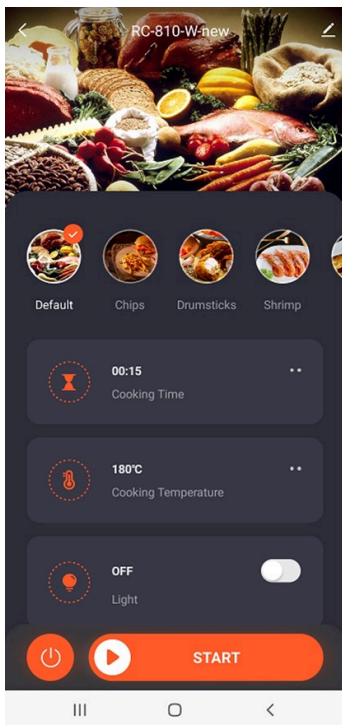 RC-810-W-new
Default
Chips
Drumsticks
Shrimp
00:15
Cooking Time
180℃
Cooking Temperature
OFF
Light
START